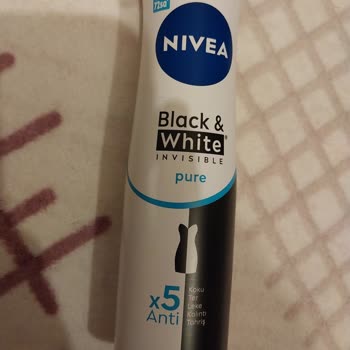 72sa
NIVEA
Black &
White®
INVISIBLE
pure
x5
Anti
Koku
Ter
Leke
Kalıntı
Tahriş